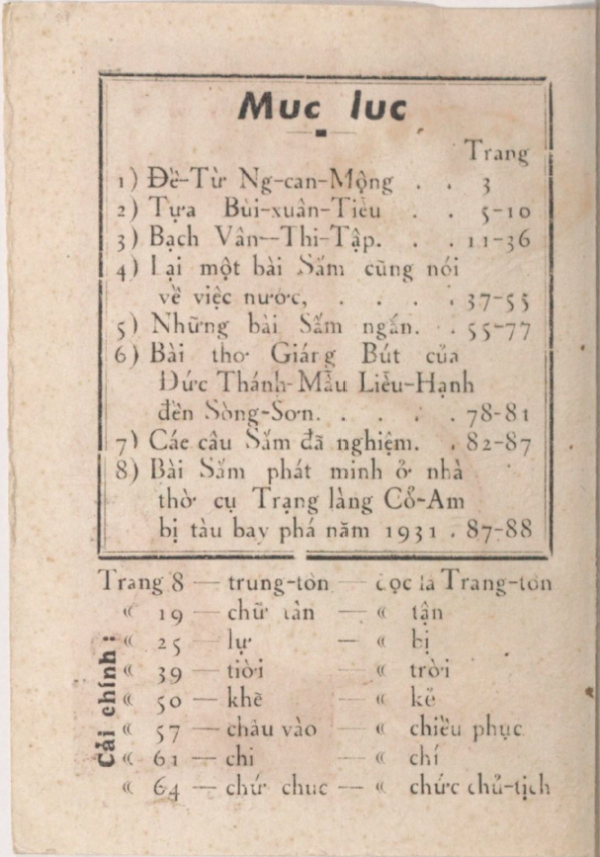 Muc luc
Trang
1) Đề-Từ Ng-can-Mộng . . 3
2) Tựa Bùi-xuân-Tiếu . . 5-10
3) Bạch Vân--Thi-Tập. . . 11-36
4) Lại một bài Sấm cũng nói
về việc nước, . . . . 37-55
5) Những bài Sấm ngắn. . 55-77
6) Bài thơ Giáng Bút của
Đức Thánh-Mẫu Liễu-Hạnh
đền Sòng-Sơn. . . . . 78-81
7) Các câu Sấm đã nghiệm. . 82-87
8) Bài Sấm phát minh ở nhà
thờ cụ Trạng làng Cổ-Am
bị tàu bay phá năm 1931 . 87-88
Cải chính :
Trang 8 — trung-tôn — đọc là Trang-tôn
« 19 — chữ tàn — « tận
« 25 — lự — « bị
« 39 — tiời — « trời
« 50 — khẽ — « kẻ
« 57 — chảu vào — « chiều phục
« 61 — chi — « chí
« 64 — chứ chuc — « chức chủ-tịch